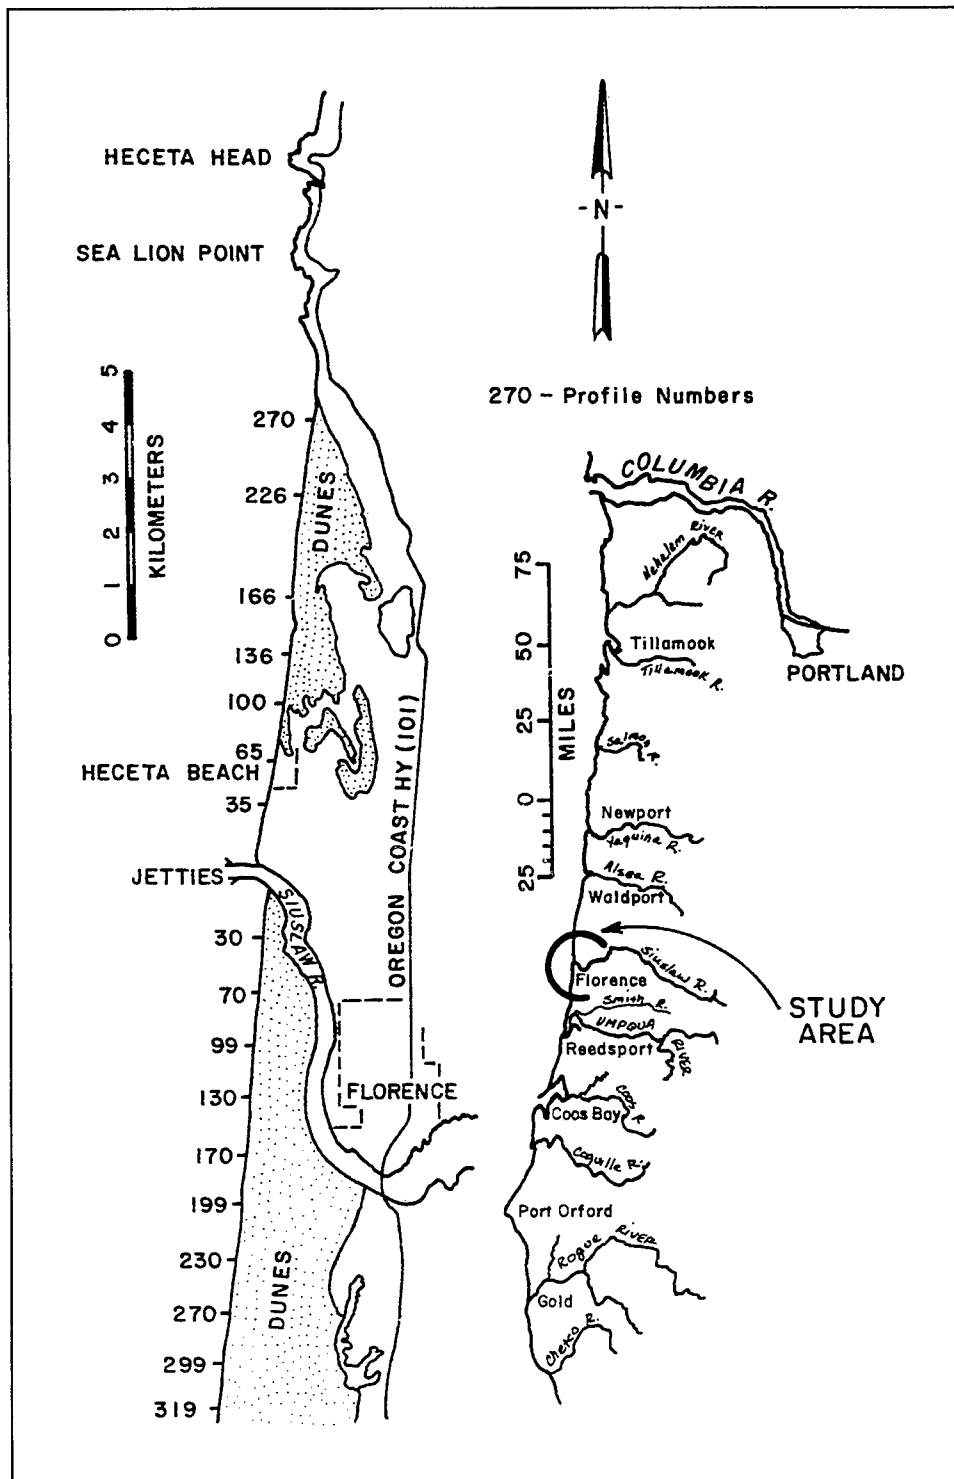 HECETA HEAD
SEA LION POINT
- N -
5
4
3
2
1
0
KILOMETERS
270 - Profile Numbers
270
226
166
136
100
65
HECETA BEACH
35
JETTIES
30
70
99
130
170
199
230
270
299
319
DUNES
SIUSLAW R.
OREGON COAST HY (101)
FLORENCE
DUNES
COLUMBIA R.
Nehalem River
75
50
25
0
25
MILES
Tillamook
Tillamook R.
PORTLAND
Salmon R.
Newport
Yaquina R.
Alsea R.
Waldport
Siuslaw R.
Florence
STUDY
AREA
Smith R.
UMPQUA
RIVER
Reedsport
Coos R.
Coos Bay
Coquille Riv
Port Orford
Rogue RIVER
Gold
Chetco R.